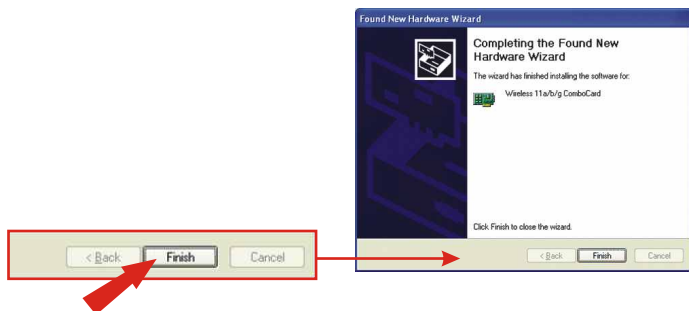 Found New Hardware Wizard
Completing the Found New
Hardware Wizard
The wizard has finished installing the software for:
Wireless 11a/b/g ComboCard
Click Finish to close the wizard.
< Back Finish Cancel
< Back Finish Cancel